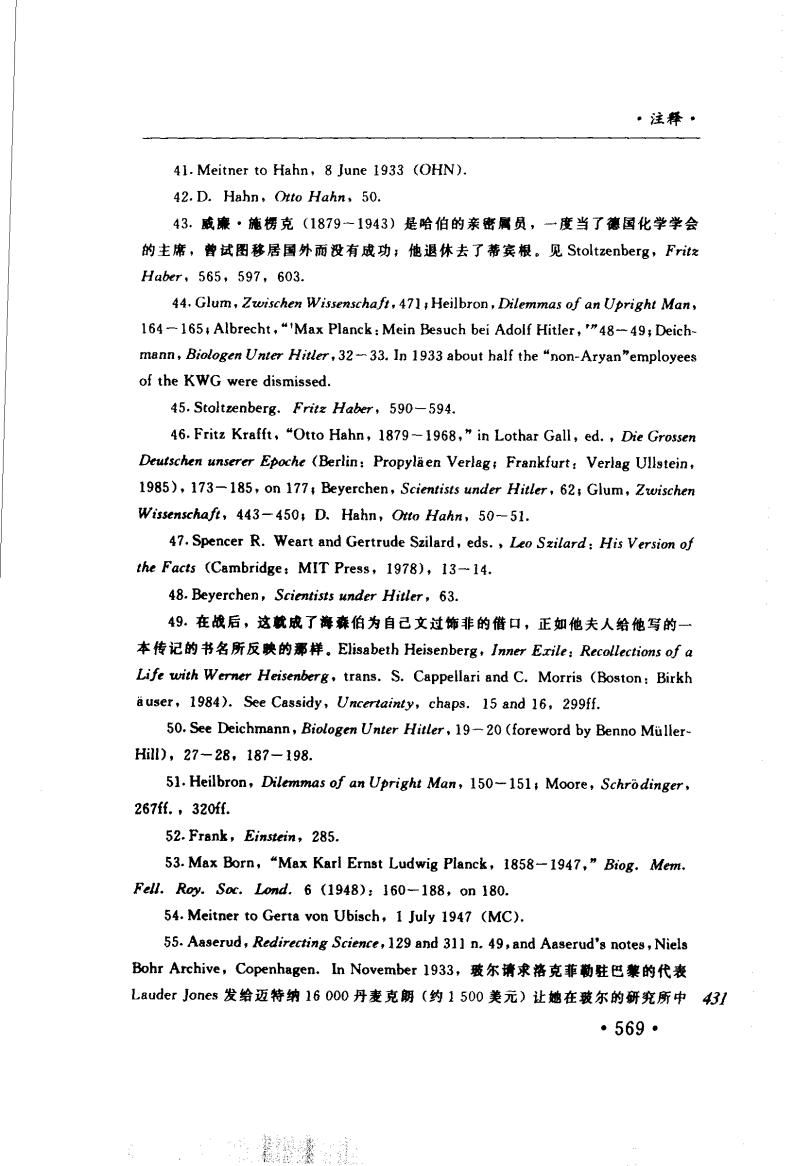 ·注释·
41. Meitner to Hahn, 8 June 1933 (OHN).
42. D. Hahn, Otto Hahn, 50.
43. 威廉·施楞克（1879－1943）是哈伯的亲密属员，一度当了德国化学学会
的主席，曾试图移居国外而没有成功；他退休去了蒂宾根。见 Stoltzenberg, Fritz
Haber, 565, 597, 603.
44. Glum, Zwischen Wissenschaft, 471; Heilbron, Dilemmas of an Upright Man,
164－165; Albrecht, “'Max Planck: Mein Besuch bei Adolf Hitler,'”48－49; Deich-
mann, Biologen Unter Hitler, 32－33. In 1933 about half the “non-Aryan”employees
of the KWG were dismissed.
45. Stoltzenberg. Fritz Haber, 590－594.
46. Fritz Krafft, “Otto Hahn, 1879－1968,” in Lothar Gall, ed. , Die Grossen
Deutschen unserer Epoche (Berlin: Propyläen Verlag; Frankfurt: Verlag Ullstein,
1985), 173－185, on 177; Beyerchen, Scientists under Hitler, 62; Glum, Zwischen
Wissenschaft, 443－450; D. Hahn, Otto Hahn, 50－51.
47. Spencer R. Weart and Gertrude Szilard, eds. , Leo Szilard: His Version of
the Facts (Cambridge: MIT Press, 1978), 13－14.
48. Beyerchen, Scientists under Hitler, 63.
49. 在战后，这就成了海森伯为自己文过饰非的借口，正如他夫人给他写的一
本传记的书名所反映的那样。Elisabeth Heisenberg, Inner Exile: Recollections of a
Life with Werner Heisenberg, trans. S. Cappellari and C. Morris (Boston: Birkh
äuser, 1984). See Cassidy, Uncertainty, chaps. 15 and 16, 299ff.
50. See Deichmann, Biologen Unter Hitler, 19－20 (foreword by Benno Müller-
Hill), 27－28, 187－198.
51. Heilbron, Dilemmas of an Upright Man, 150－151; Moore, Schrödinger,
267ff. , 320ff.
52. Frank, Einstein, 285.
53. Max Born, “Max Karl Ernst Ludwig Planck, 1858－1947,” Biog. Mem.
Fell. Roy. Soc. Lond. 6 (1948): 160－188, on 180.
54. Meitner to Gerta von Ubisch, 1 July 1947 (MC).
55. Aaserud, Redirecting Science, 129 and 311 n. 49, and Aaserud's notes, Niels
Bohr Archive, Copenhagen. In November 1933, 玻尔请求洛克菲勒驻巴黎的代表
Lauder Jones 发给迈特纳 16 000 丹麦克朗（约 1 500 美元）让她在玻尔的研究所中 431
·569·